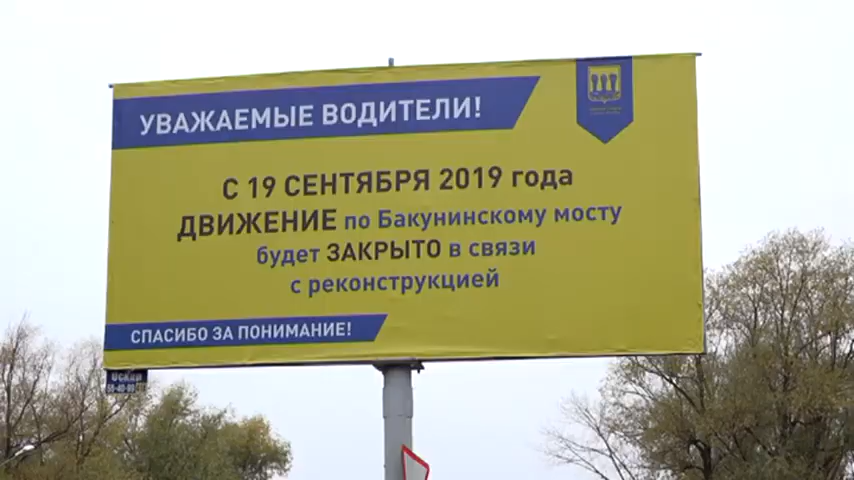 УВАЖАЕМЫЕ ВОДИТЕЛИ!
С 19 СЕНТЯБРЯ 2019 года
ДВИЖЕНИЕ по Бакунинскому мосту
будет ЗАКРЫТО в связи
с реконструкцией
СПАСИБО ЗА ПОНИМАНИЕ!